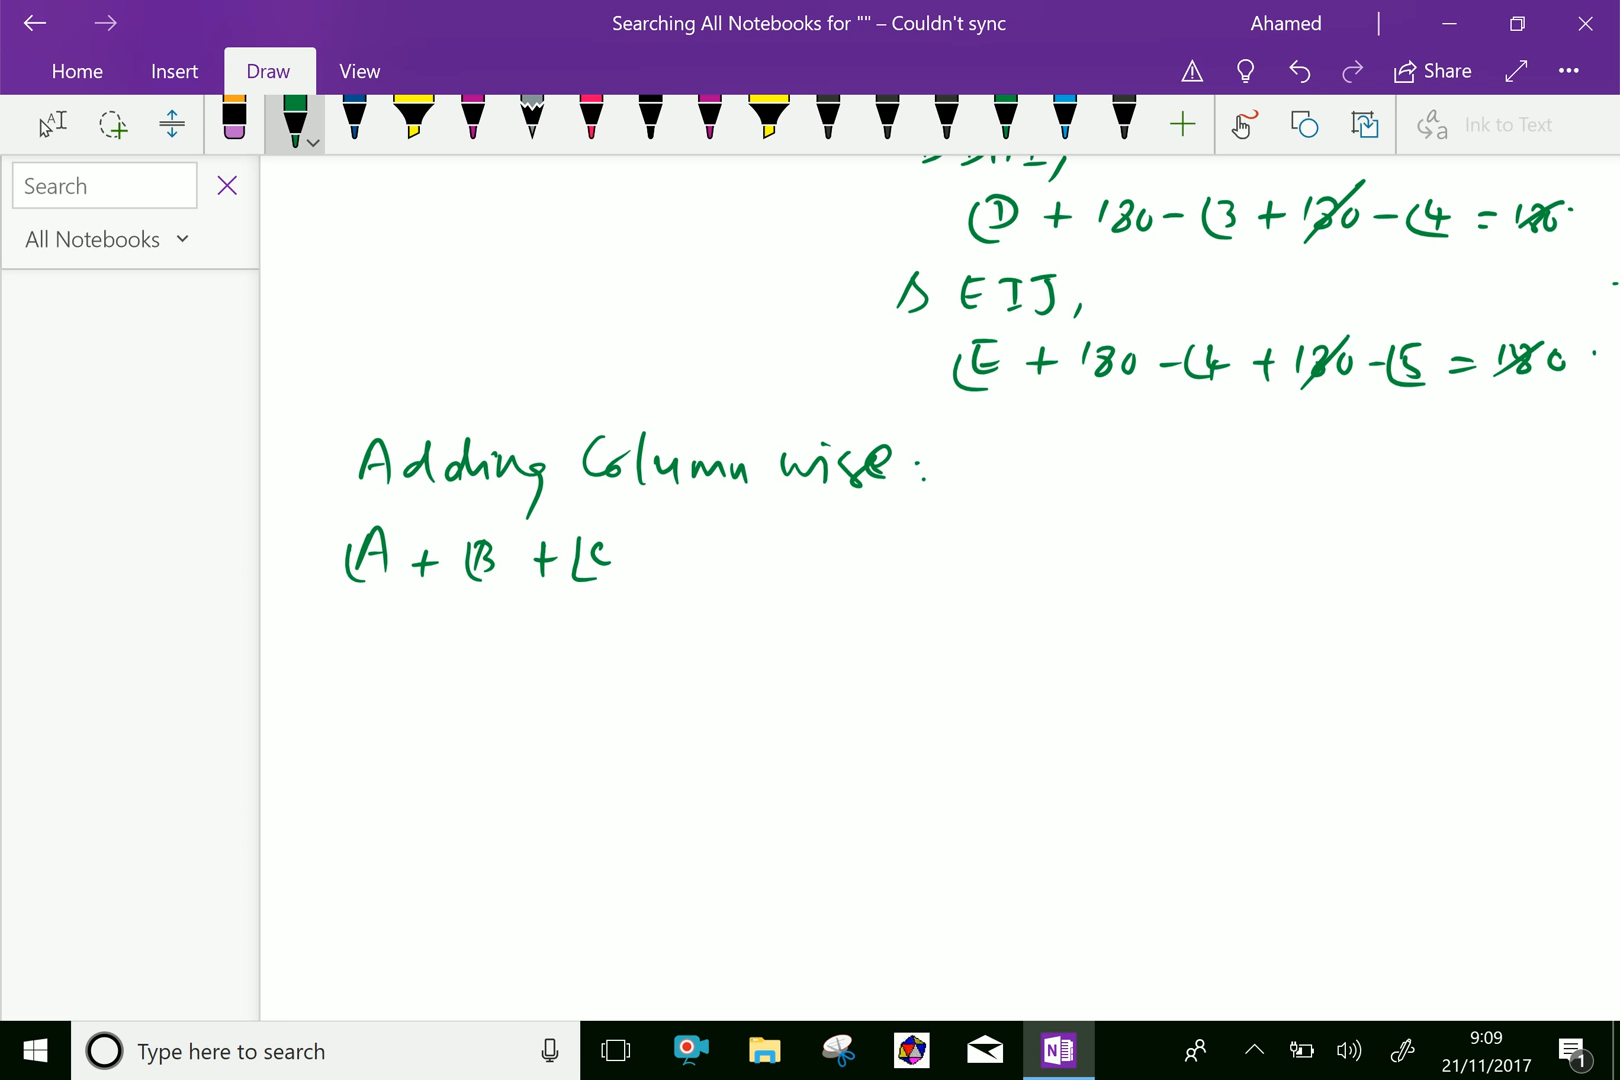 Searching All Notebooks for "" – Couldn't sync
Ahamed
Home Insert Draw View
Share
Ink to Text
Search
All Notebooks
∠D + 180 - ∠3 + 180 - ∠4 = 180.
Δ EIJ,
∠E + 180 - ∠4 + 180 - ∠5 = 180.
Adding Column wise :
∠A + ∠B + ∠C
Type here to search
9:09
21/11/2017
1